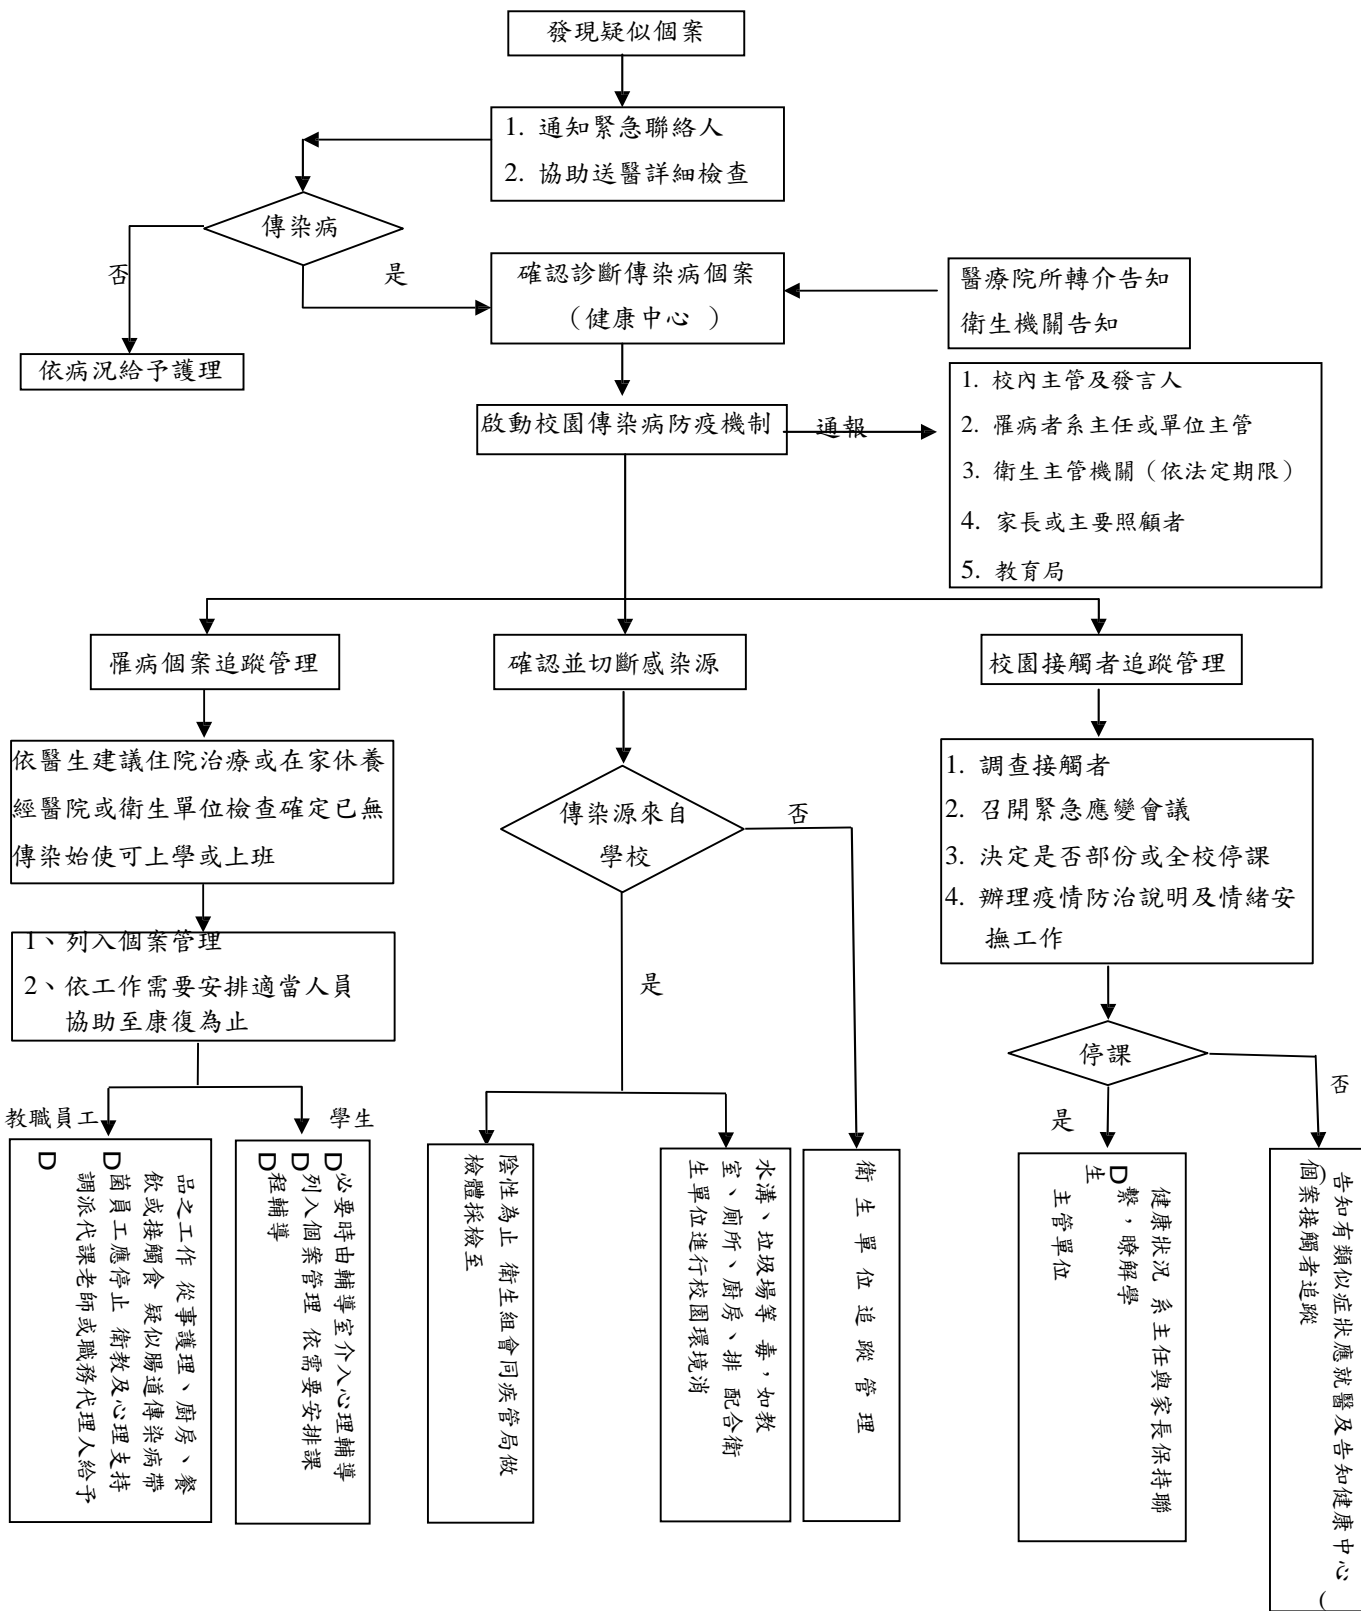 發現疑似個案
1. 通知緊急聯絡人
2. 協助送醫詳細檢查
傳染病
否
是
確認診斷傳染病個案
（健康中心 ）
醫療院所轉介告知
衛生機關告知
依病況給予護理
啟動校園傳染病防疫機制
通報
1. 校內主管及發言人
2. 罹病者系主任或單位主管
3. 衛生主管機關（依法定期限）
4. 家長或主要照顧者
5. 教育局
罹病個案追蹤管理
確認並切斷感染源
校園接觸者追蹤管理
依醫生建議住院治療或在家休養
經醫院或衛生單位檢查確定已無
傳染始使可上學或上班
1、列入個案管理
2、依工作需要安排適當人員
協助至康復為止
傳染源來自
學校
否
是
1. 調查接觸者
2. 召開緊急應變會議
3. 決定是否部份或全校停課
4. 辦理疫情防治說明及情緒安
撫工作
停課
否
是
教職員工
學生
D
D
調派代課老師或職務代理人給予
菌員工應停止 衛教及心理支持
飲或接觸食 疑似腸道傳染病帶
品之工作 從事護理、廚房、餐
D
D
D
程輔導
列入個案管理 依需要安排課
必要時由輔導室介入心理輔導
檢體採檢至
陰性為止 衛生組會同疾管局做
生單位進行校園環境消
室、廁所、廚房、排 配合衛
水溝、垃圾場等 毒，如教
衛生單位追蹤管理
D
主管單位
生
繫，瞭解學
健康狀況 系主任與家長保持聯
個案接觸者追蹤
)
告知有類似症狀應就醫及告知健康中心
(